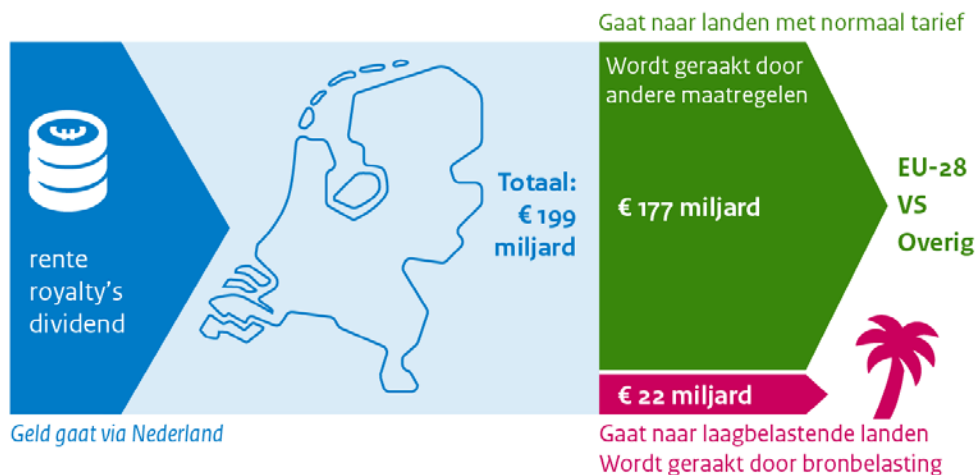 Gaat naar landen met normaal tarief
Wordt geraakt door
andere maatregelen
rente
royalty's
dividend
Totaal:
€ 199
miljard
€ 177 miljard
EU-28
VS
Overig
€ 22 miljard
Geld gaat via Nederland
Gaat naar laagbelastende landen
Wordt geraakt door bronbelasting